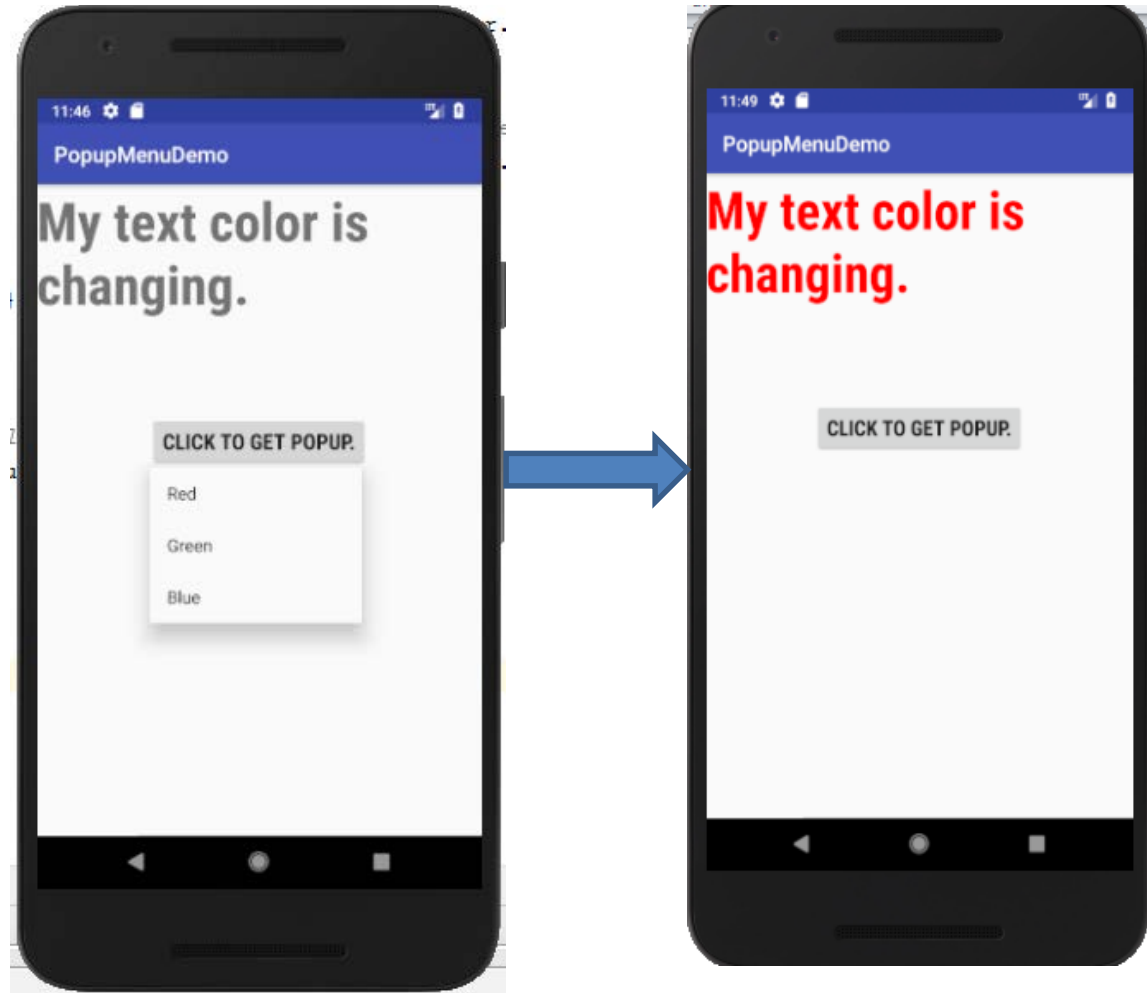 11:46
PopupMenuDemo
My text color is
changing.
CLICK TO GET POPUP.
Red
Green
Blue
11:49
PopupMenuDemo
My text color is
changing.
CLICK TO GET POPUP.